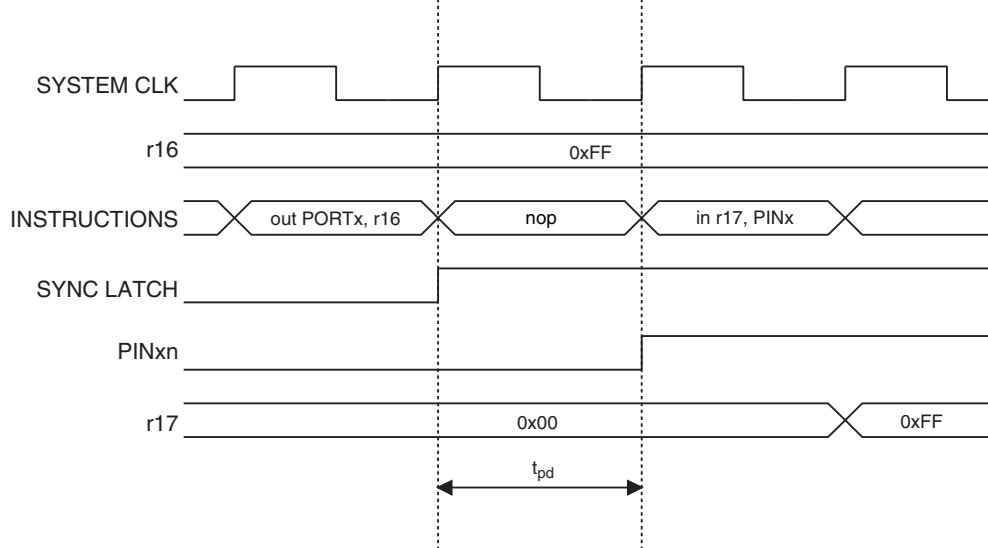 SYSTEM CLK
r16
0xFF
INSTRUCTIONS
out PORTx, r16
nop
in r17, PINx
SYNC LATCH
PINxn
r17
0x00
0xFF
tpd